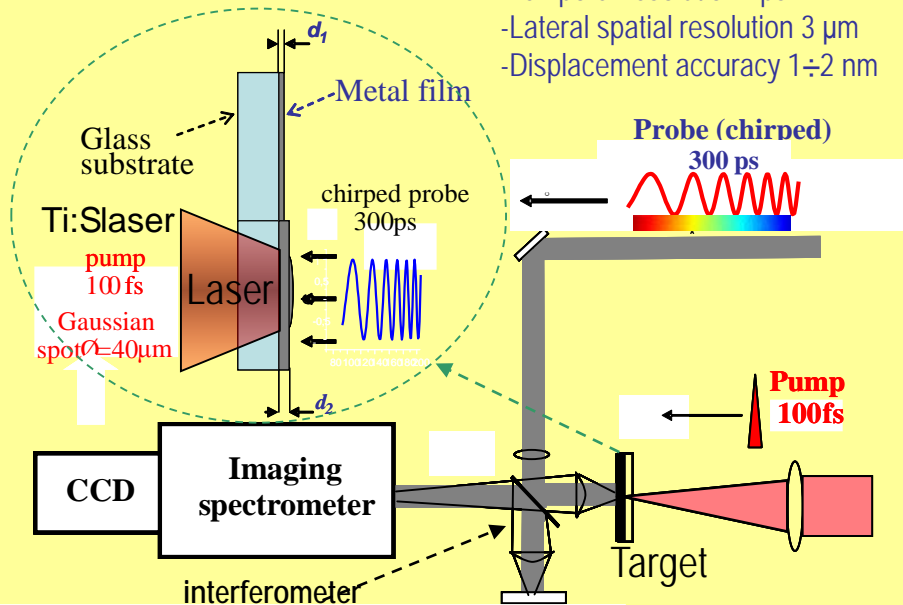 d1
-Lateral spatial resolution 3 µm
-Displacement accuracy 1÷2 nm
Metal film
Glass
substrate
Probe (chirped)
300 ps
chirped probe
300ps
Ti:Slaser
pump
100 fs
Laser
Gaussian
spotØ=40µm
d2
Pump
100fs
CCD
Imaging
spectrometer
Target
interferometer